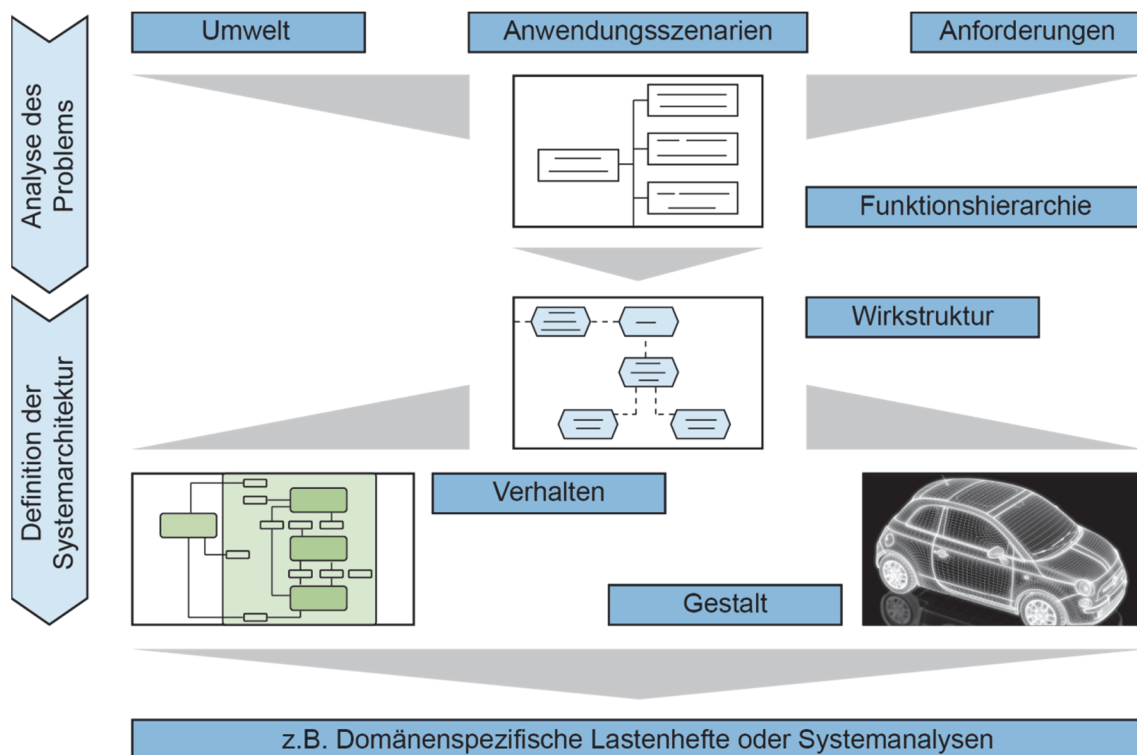 Umwelt
Anwendungsszenarien
Anforderungen
Analyse des
Problems
Funktionshierarchie
Wirkstruktur
Definition der
Systemarchitektur
Verhalten
Gestalt
z.B. Domänenspezifische Lastenhefte oder Systemanalysen